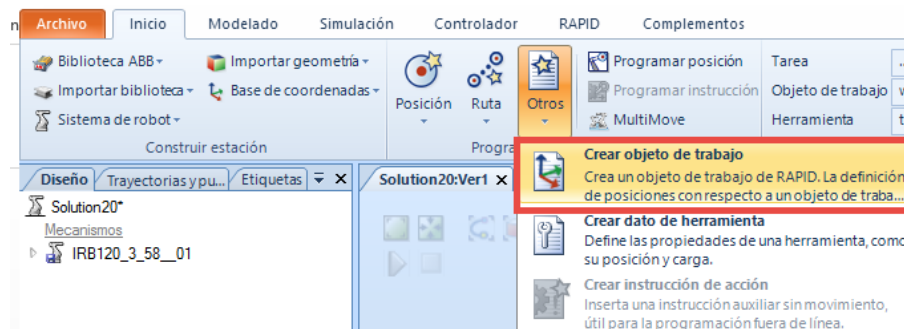 n
Archivo Inicio Modelado Simulación Controlador RAPID Complementos
Biblioteca ABB Importar geometría Programar posición Tarea
Importar biblioteca Base de coordenadas Posición Ruta Otros Programar instrucción Objeto de trabajo
Sistema de robot MultiMove Herramienta
Construir estación Progra
Crear objeto de trabajo
Crea un objeto de trabajo de RAPID. La definición
de posiciones con respecto a un objeto de traba...
Diseño Trayectorias y pu... Etiquetas Solution20:Ver1
Solution20*
Mecanismos
IRB120_3_58__01
Crear dato de herramienta
Define las propiedades de una herramienta, como
su posición y carga.
Crear instrucción de acción
Inserta una instrucción auxiliar sin movimiento,
útil para la programación fuera de línea.